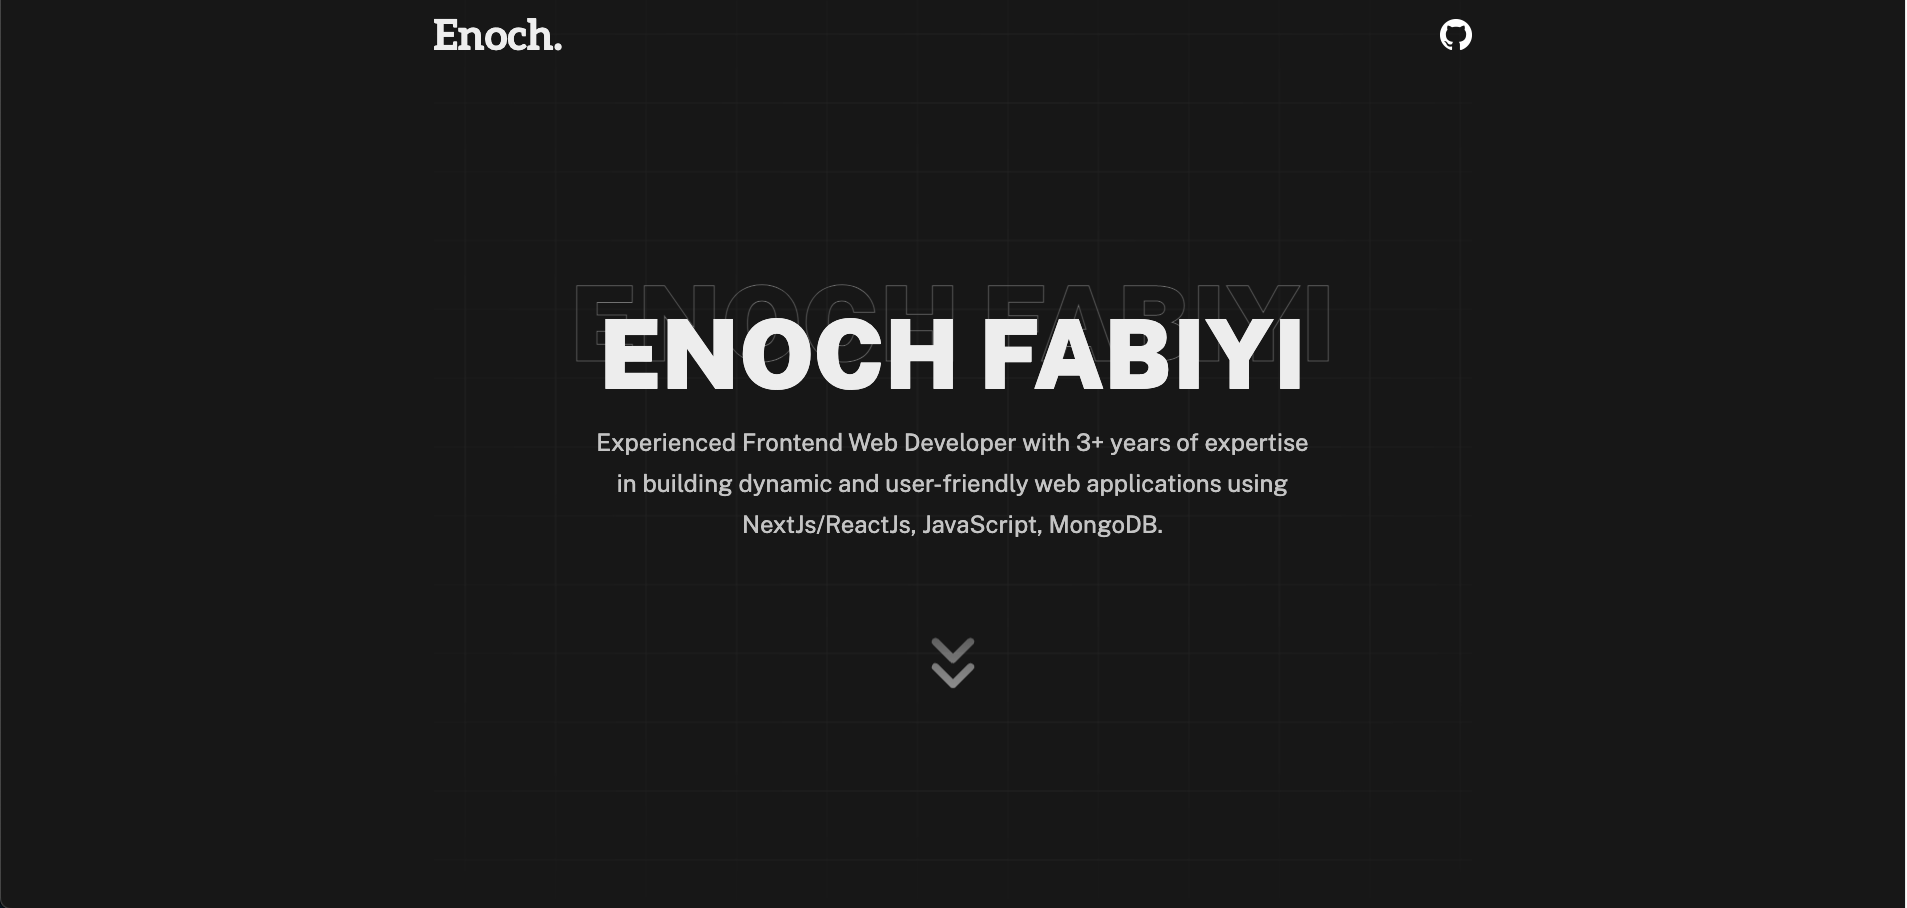 Enoch.
ENOCH FABIYI
ENOCH FABIYI
Experienced Frontend Web Developer with 3+ years of expertise
in building dynamic and user-friendly web applications using
NextJs/ReactJs, JavaScript, MongoDB.